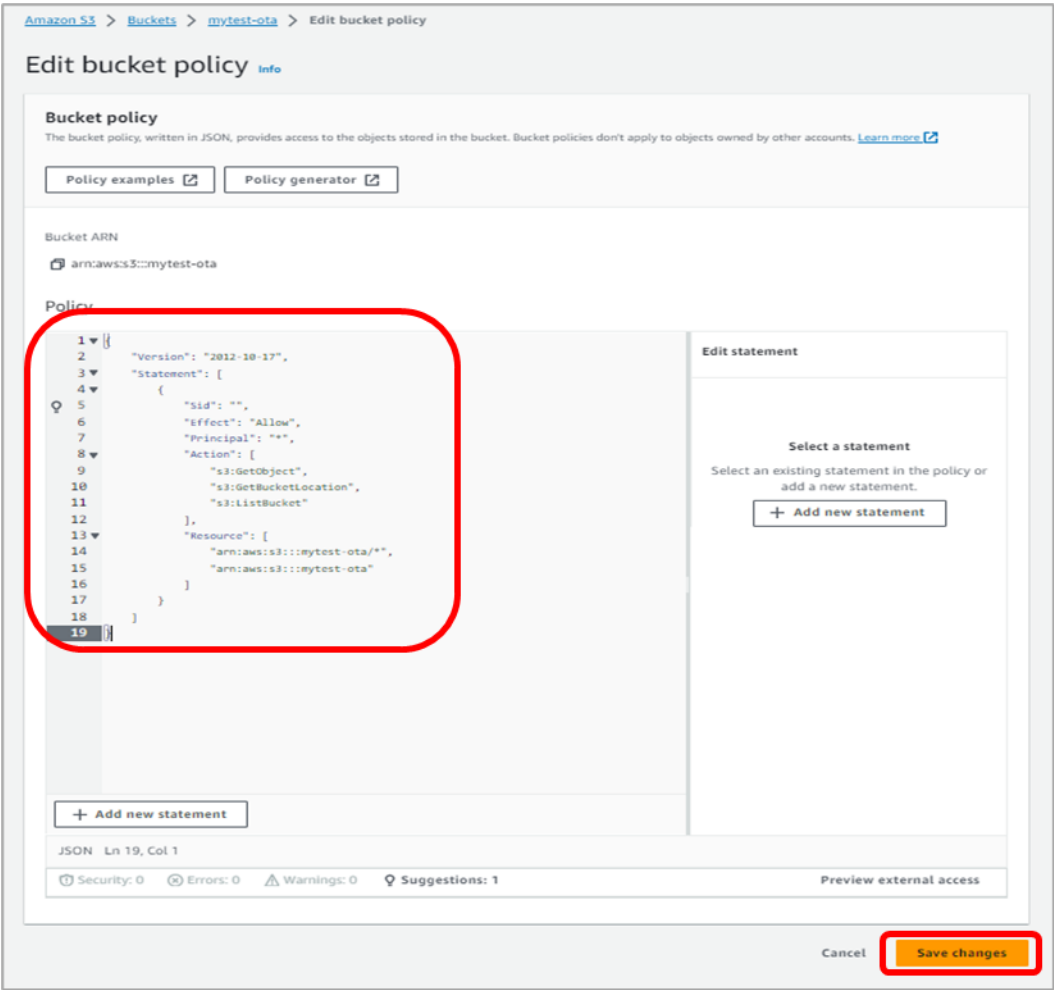 Amazon S3 > Buckets > mytest-ota > Edit bucket policy
Edit bucket policy Info
Bucket policy
The bucket policy, written in JSON, provides access to the objects stored in the bucket. Bucket policies don't apply to objects owned by other accounts. Learn more
Policy examples Policy generator
Bucket ARN
arn:aws:s3:::mytest-ota
Policy
1 {
2 "Version": "2012-10-17",
3 "Statement": [
4 {
5 "Sid": "",
6 "Effect": "Allow",
7 "Principal": "*",
8 "Action": [
9 "s3:GetObject",
10 "s3:GetBucketLocation",
11 "s3:ListBucket"
12 ],
13 "Resource": [
14 "arn:aws:s3:::mytest-ota/*",
15 "arn:aws:s3:::mytest-ota"
16 ]
17 }
18 ]
19 }
Edit statement
Select a statement
Select an existing statement in the policy or
add a new statement.
+ Add new statement
+ Add new statement
JSON Ln 19, Col 1
Security: 0 Errors: 0 Warnings: 0 Suggestions: 1 Preview external access
Cancel Save changes